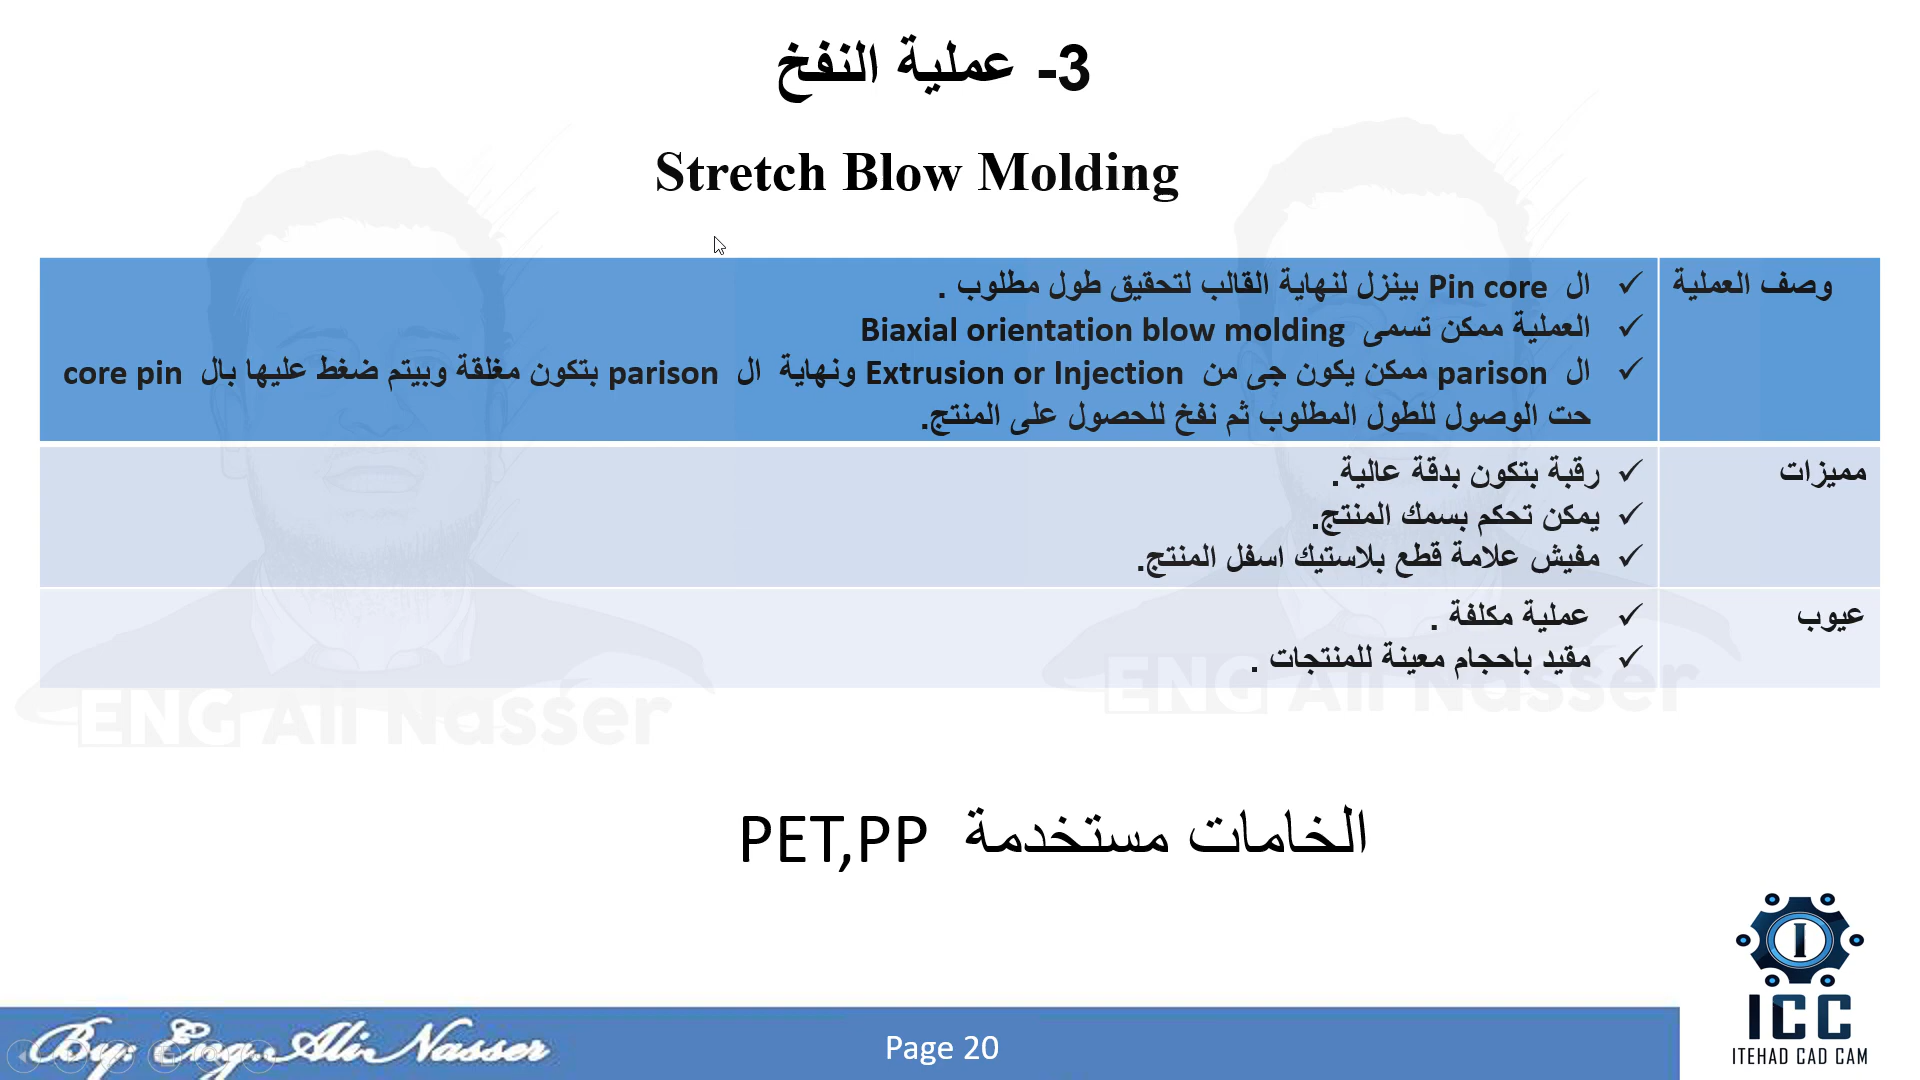 3- عملية النفخ
Stretch Blow Molding
وصف العملية
✓ ال Pin core بينزل لنهاية القالب لتحقيق طول مطلوب .
✓ العملية ممكن تسمى Biaxial orientation blow molding
✓ ال parison ممكن يكون جى من Extrusion or Injection ونهاية ال parison بتكون مغلقة وبيتم ضغط عليها بال core pin
حت الوصول للطول المطلوب ثم نفخ للحصول على المنتج.
مميزات
✓ رقبة بتكون بدقة عالية.
✓ يمكن تحكم بسمك المنتج.
✓ مفيش علامة قطع بلاستيك اسفل المنتج.
عيوب
✓ عملية مكلفة .
✓ مقيد باحجام معينة للمنتجات .
ENG Ali Nasser
ENG Ali Nasser
الخامات مستخدمة PET,PP
I
ICC
ITEHAD CAD CAM
By: Eng. Ali Nasser
Page 20